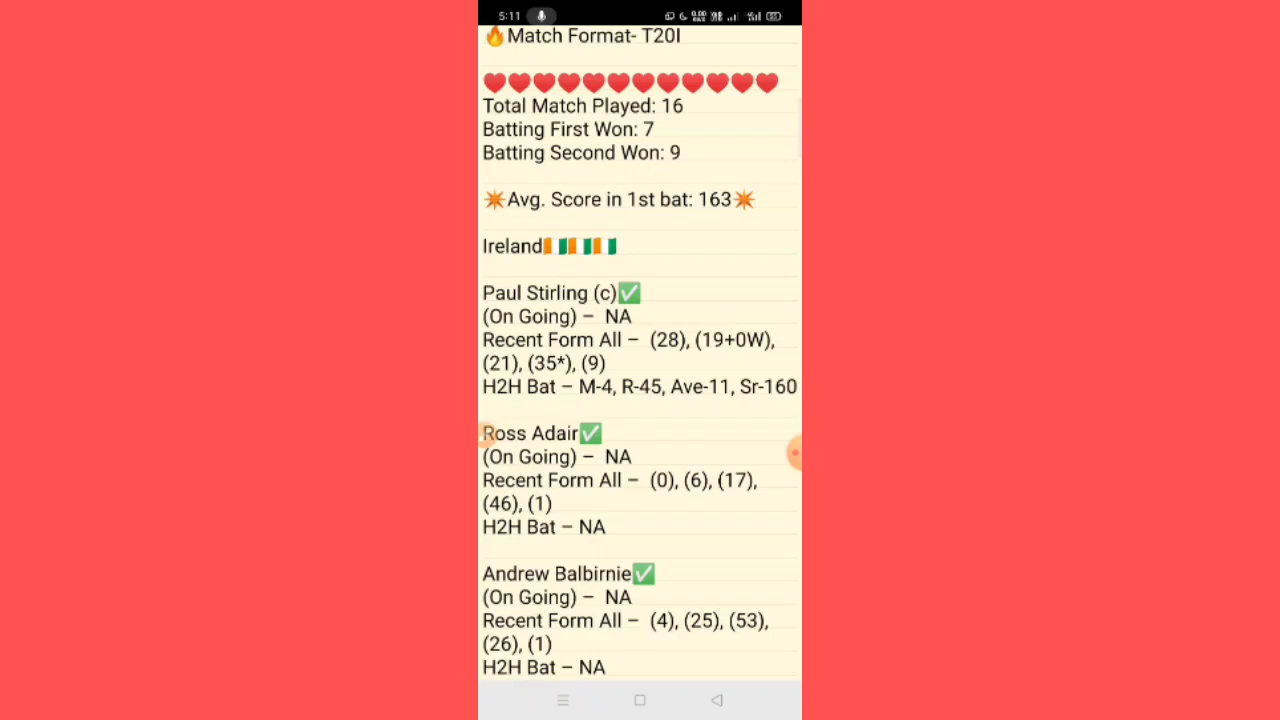 5:11
🔥Match Format- T20I
❤️❤️❤️❤️❤️❤️❤️❤️❤️❤️❤️❤️
Total Match Played: 16
Batting First Won: 7
Batting Second Won: 9
💥Avg. Score in 1st bat: 163💥
Ireland🇨🇮🇨🇮
Paul Stirling (c)✅
(On Going) – NA
Recent Form All – (28), (19+0W),
(21), (35*), (9)
H2H Bat – M-4, R-45, Ave-11, Sr-160
Ross Adair✅
(On Going) – NA
Recent Form All – (0), (6), (17),
(46), (1)
H2H Bat – NA
Andrew Balbirnie✅
(On Going) – NA
Recent Form All – (4), (25), (53),
(26), (1)
H2H Bat – NA